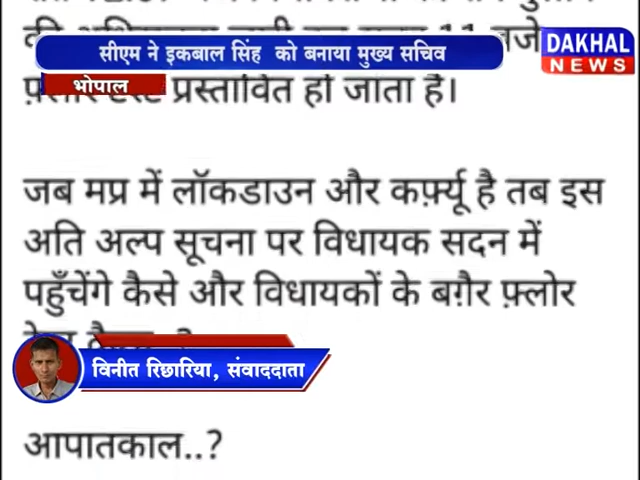 सीएम ने इकबाल सिंह को बनाया मुख्य सचिव
DAKHAL
NEWS
भोपाल
प्रस्तावित हो जाता है।
जब मप्र में लॉकडाउन और कर्फ़्यू है तब इस
अति अल्प सूचना पर विधायक सदन में
पहुँचेंगे कैसे और विधायकों के बग़ैर फ़्लोर
विनीत रिछारिया, संवाददाता
आपातकाल..?